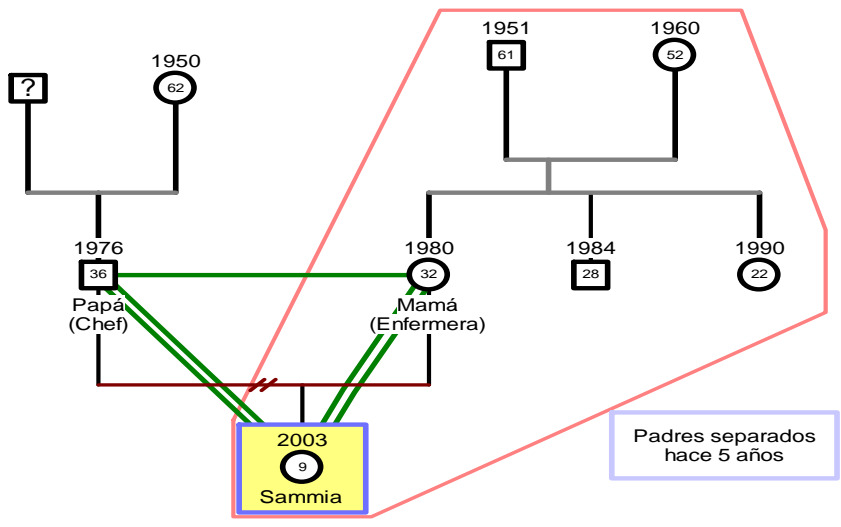 1951
1960
61
52
1950
?
62
1976
1980
1984
1990
36
32
28
22
Papá
(Chef)
Mamá
(Enfermera)
2003
9
Sammia
Padres separados
hace 5 años